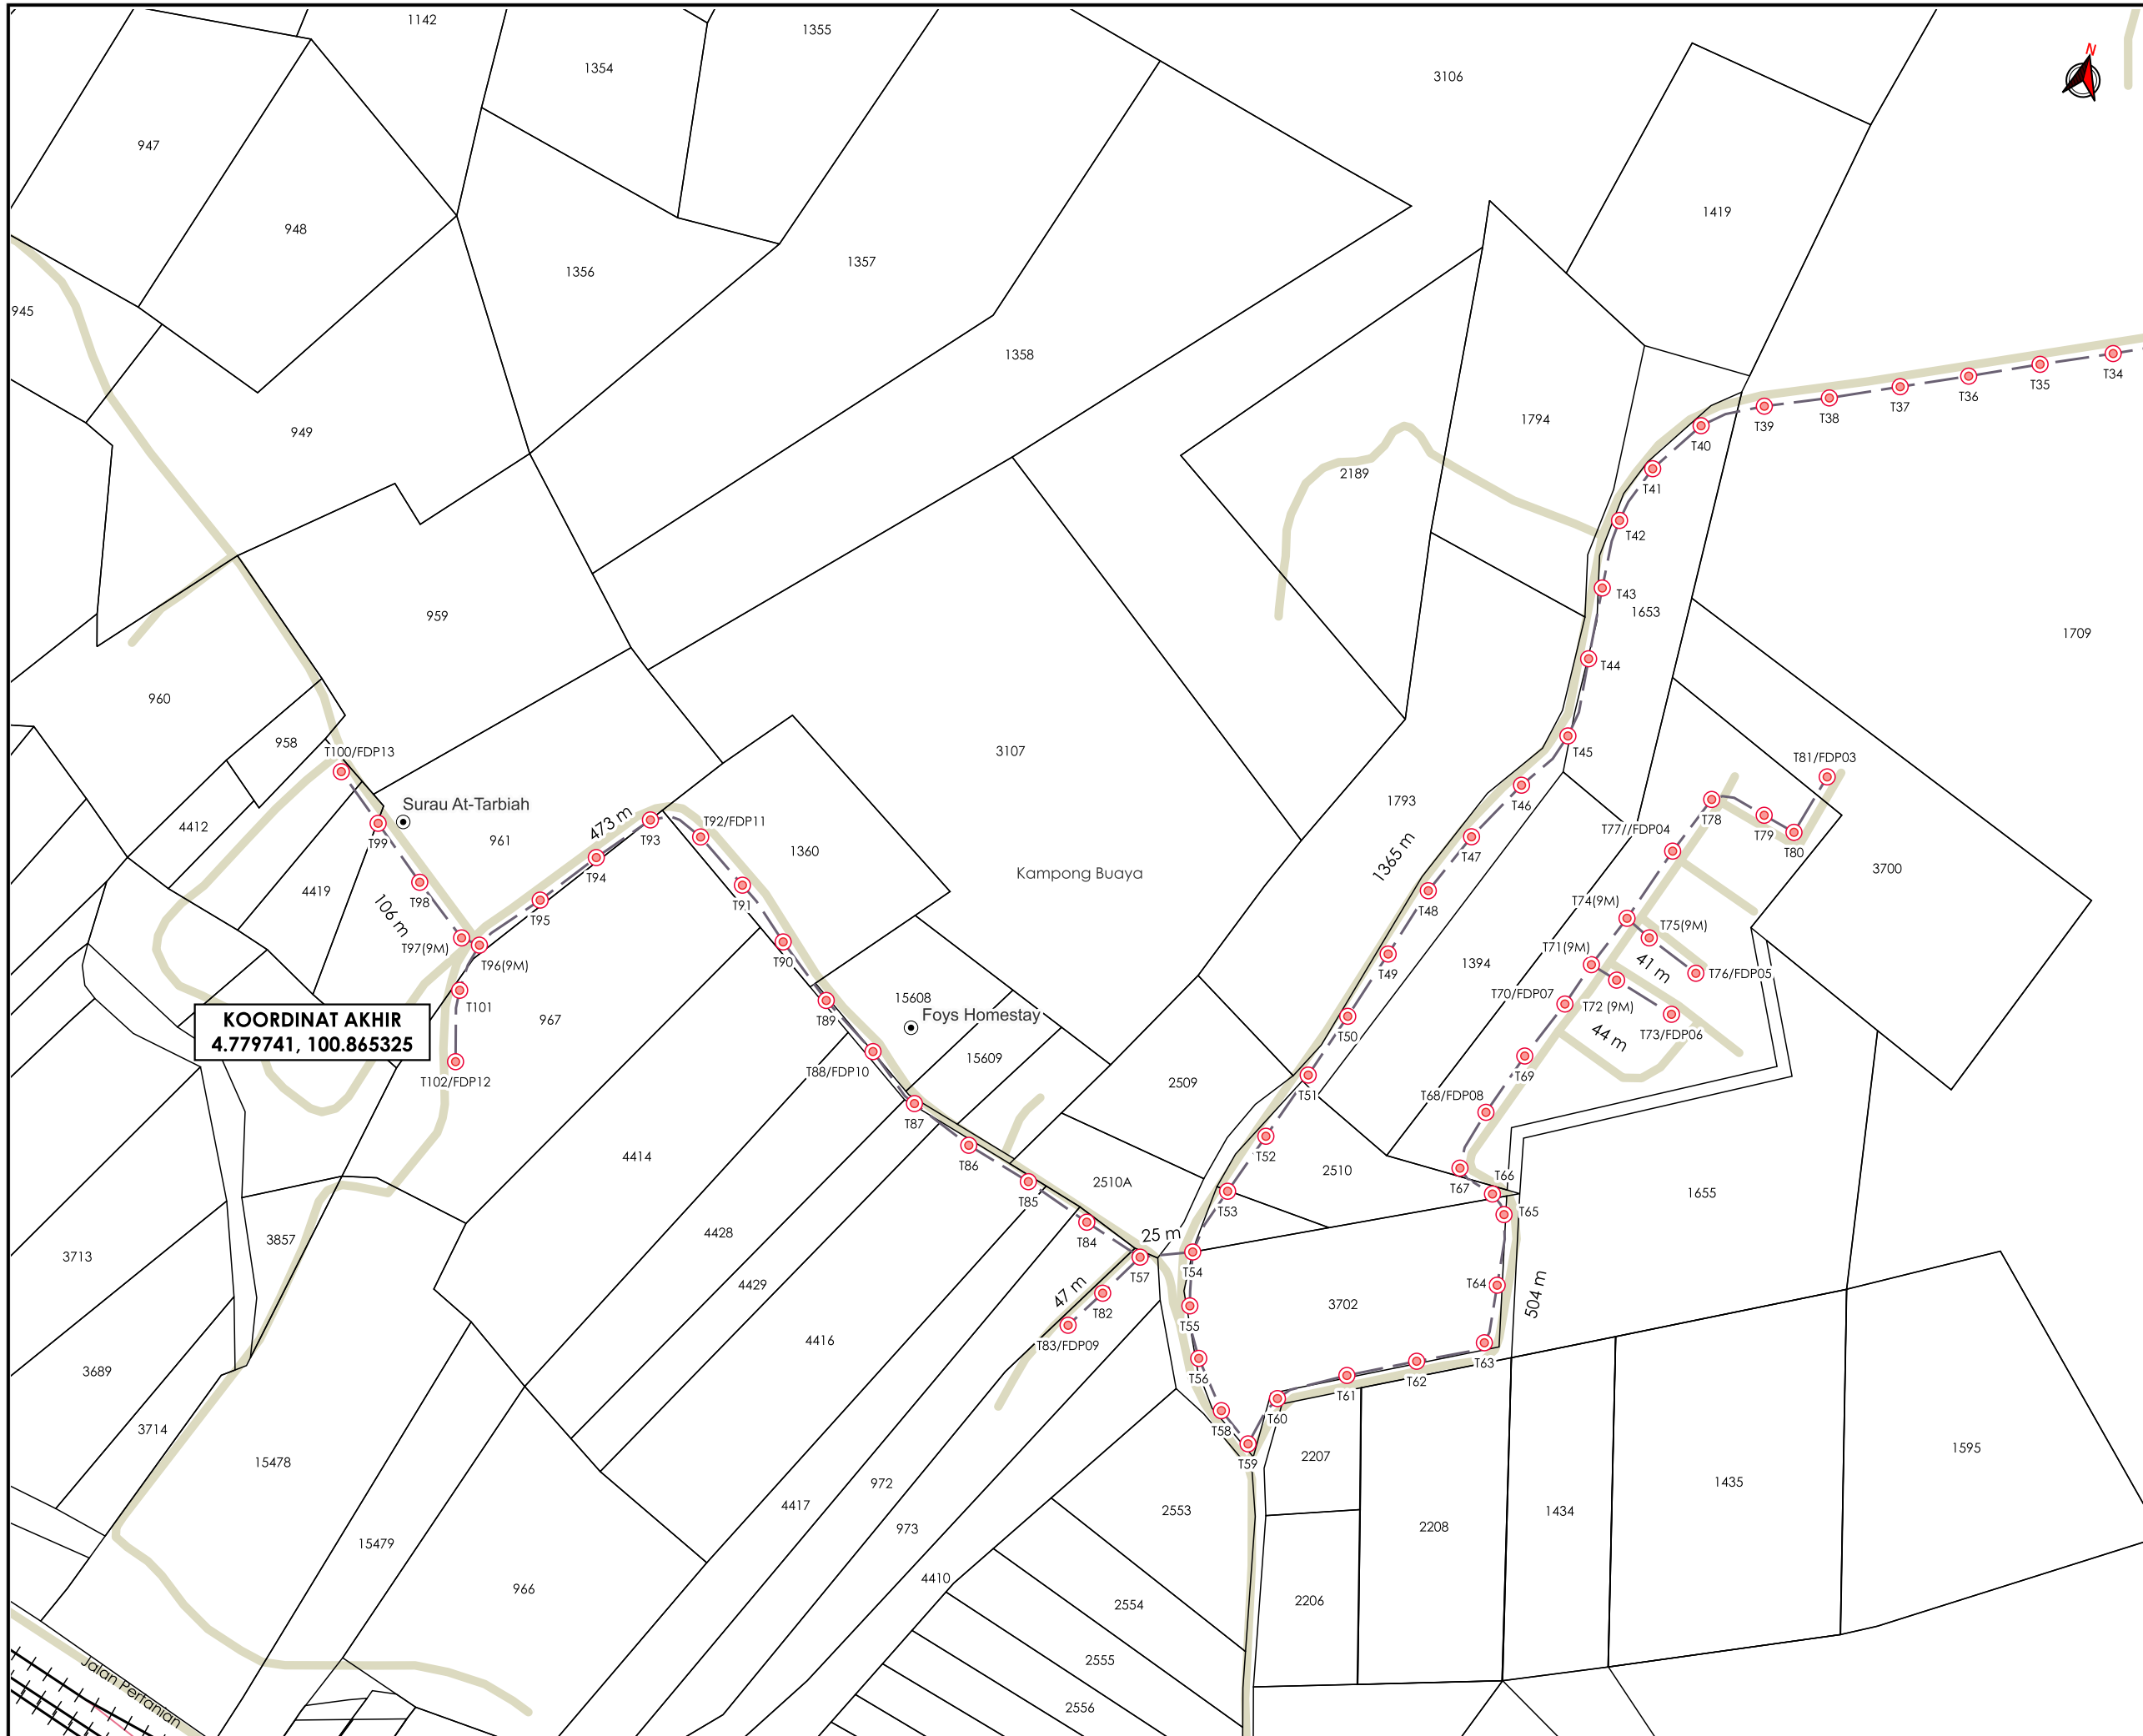 1142
1355
1354
3106
N
947
948
1419
1356
1357
945
1358
T34
T35
T36
T37
T38
T39
T40
949
1794
2189
T41
T42
T43
959
1653
1709
T44
960
958
T100/FDP13
3107
T45
T81/FDP03
T46
Surau At-Tarbiah
1793
T78
T77//FDP04
T79
T80
4412
T99
961
473 m
T93
T92/FDP11
1360
T47
1365 m
T94
3700
Kampong Buaya
4419
T98
T95
T91
T48
T74(9M)
T75(9M)
106 m
T97(9M)
T96(9M)
T90
T49
1394
T71(9M)
41 m
T76/FDP05
15608
T70/FDP07
T72 (9M)
T73/FDP06
T101
967
T89
Foys Homestay
T50
44 m
KOORDINAT AKHIR
4.779741, 100.865325
15609
T102/FDP12
T88/FDP10
T69
2509
T51
T68/FDP08
T87
T86
T52
4414
2510A
2510
T67
T66
1655
T85
T53
T65
3857
4428
T84
25 m
3713
T57
T54
4429
47 m
T82
T64
504 m
3702
T55
4416
T83/FDP09
3689
T56
T63
T62
T61
3714
T58
T60
15478
T59
2207
1595
972
1435
4417
2553
1434
973
2208
15479
4410
966
2554
2206
2555
Jalan Pertanian
2556